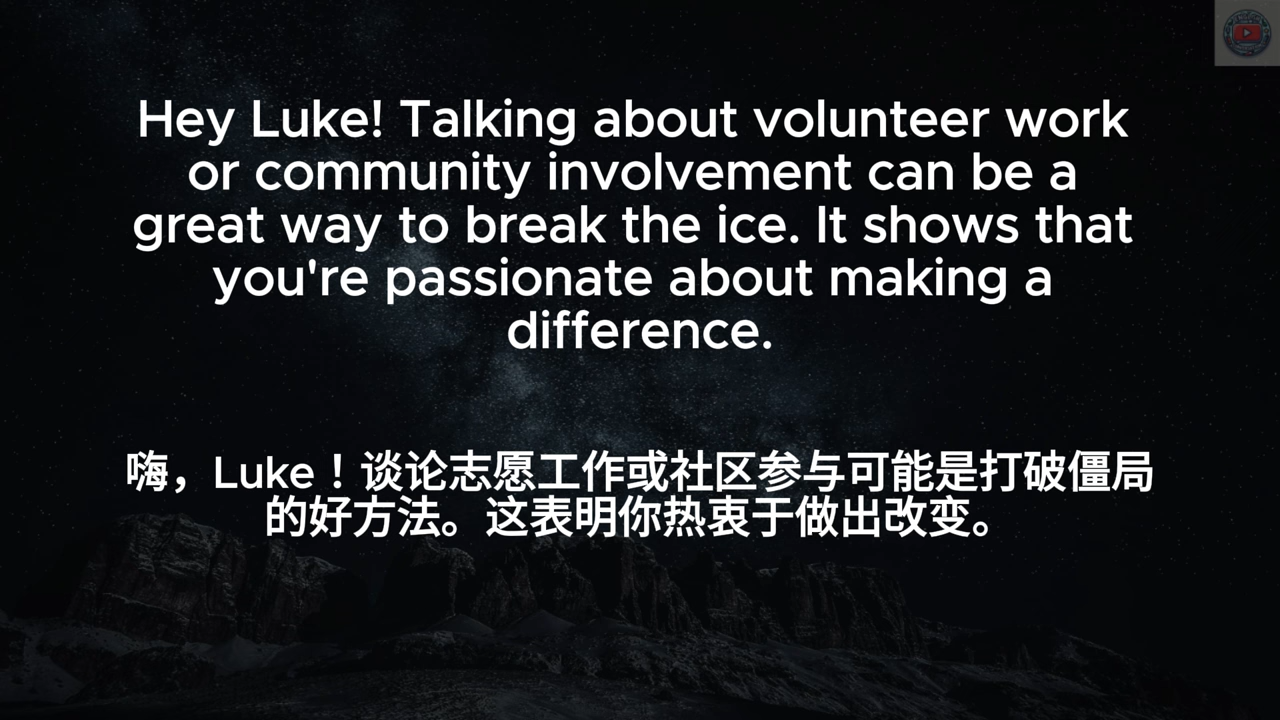 Hey Luke! Talking about volunteer work
or community involvement can be a
great way to break the ice. It shows that
you're passionate about making a
difference.
嗨，Luke！谈论志愿工作或社区参与可能是打破僵局
的好方法。这表明你热衷于做出改变。